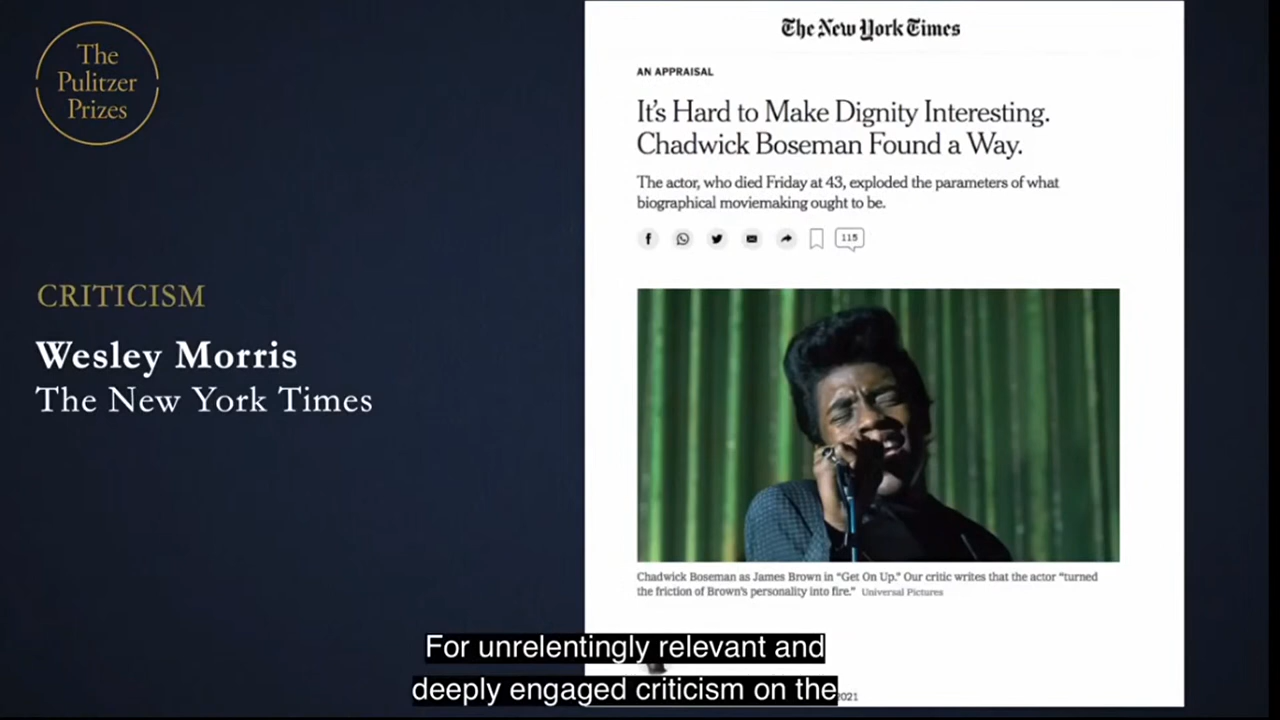 The
Pulitzer
Prizes
CRITICISM
Wesley Morris
The New York Times
The New York Times
AN APPRAISAL
It's Hard to Make Dignity Interesting.
Chadwick Boseman Found a Way.
The actor, who died Friday at 43, exploded the parameters of what
biographical moviemaking ought to be.
115
Chadwick Boseman as James Brown in “Get On Up.” Our critic writes that the actor “turned
the friction of Brown's personality into fire.” Universal Pictures
For unrelentingly relevant and
deeply engaged criticism on the
2021